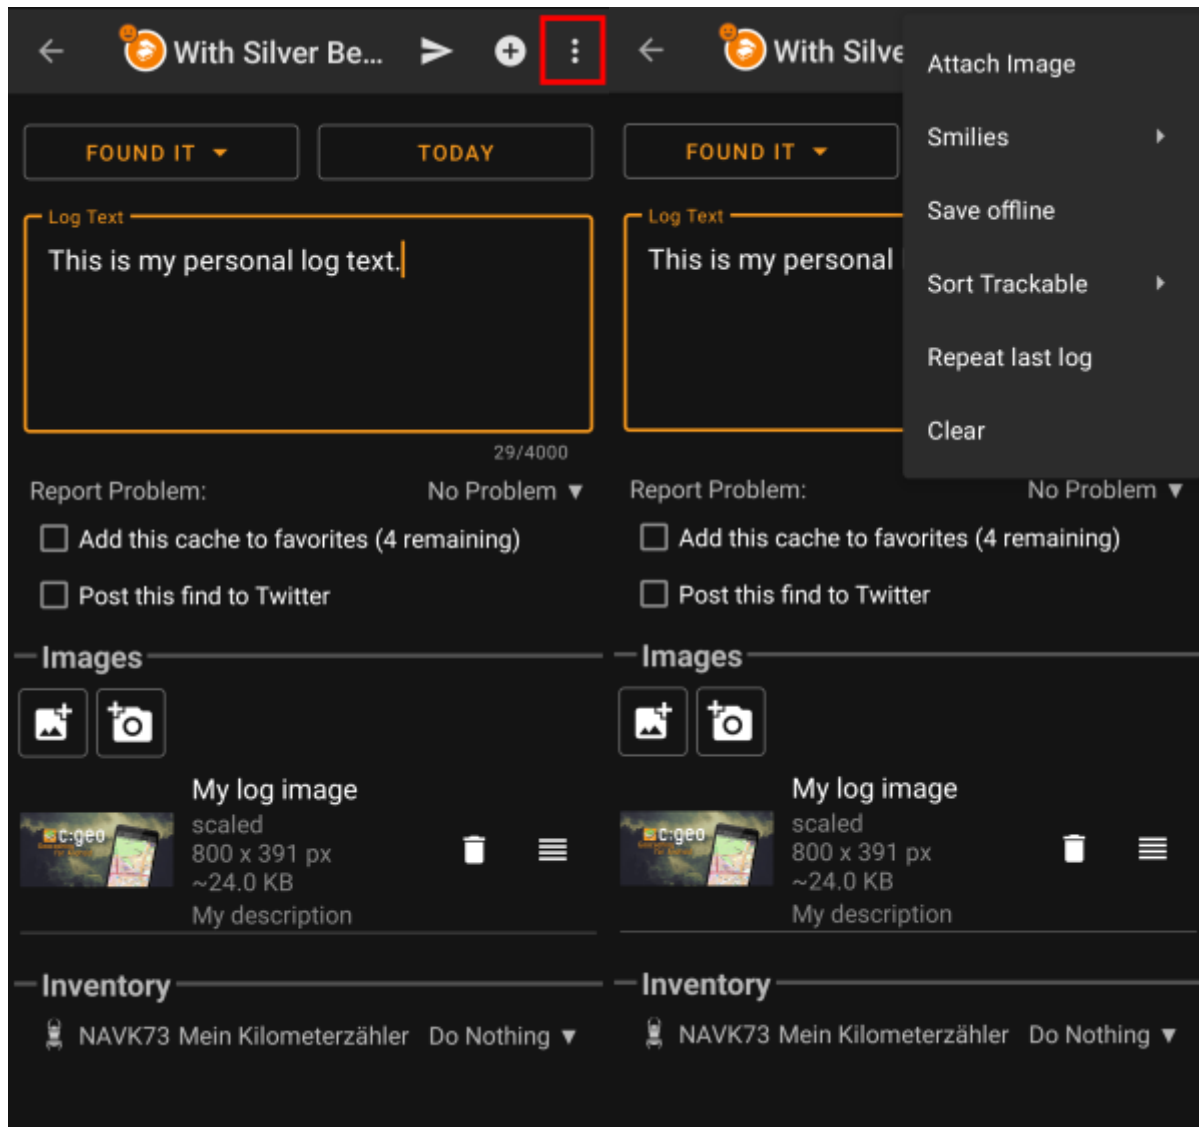 With Silver Be...
FOUND IT
TODAY
Log Text
This is my personal log text.
29/4000
Report Problem:
No Problem
Add this cache to favorites (4 remaining)
Post this find to Twitter
Images
c:geo
My log image
scaled
800 x 391 px
~24.0 KB
My description
Inventory
NAVK73 Mein Kilometerzähler
Do Nothing
With Silve
Attach Image
Smilies
Save offline
Sort Trackable
Repeat last log
Clear
FOUND IT
Log Text
This is my personal
Report Problem:
No Problem
Add this cache to favorites (4 remaining)
Post this find to Twitter
Images
c:geo
My log image
scaled
800 x 391 px
~24.0 KB
My description
Inventory
NAVK73 Mein Kilometerzähler
Do Nothing